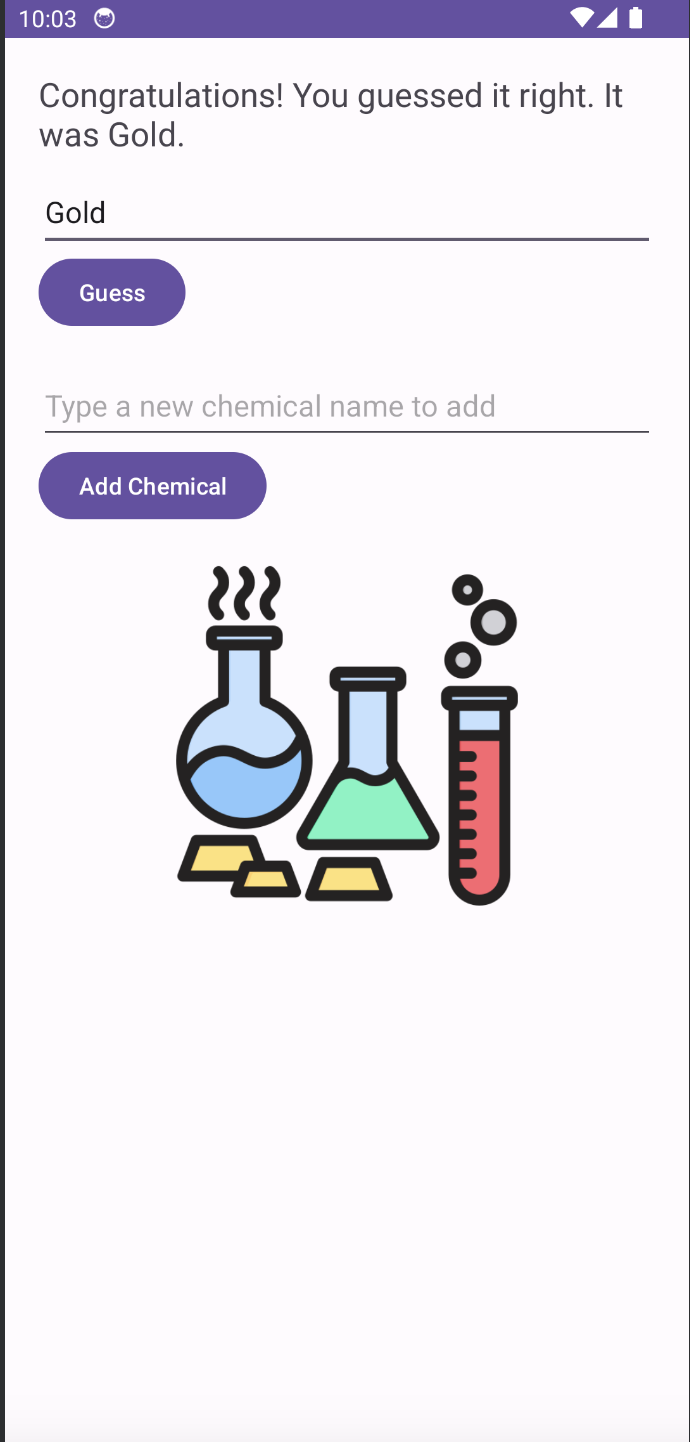 10:03
Congratulations! You guessed it right. It
was Gold.
Gold
Guess
Type a new chemical name to add
Add Chemical